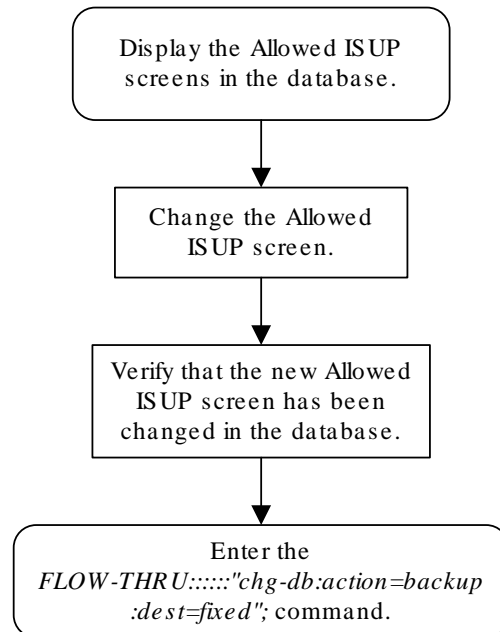 Display the Allowed ISUP
screens in the database.
Change the Allowed
ISUP screen.
Verify that the new Allowed
ISUP screen has been
changed in the database.
Enter the
FLOW-THRU::::::"chg-db:action=backup
:dest=fixed"; command.